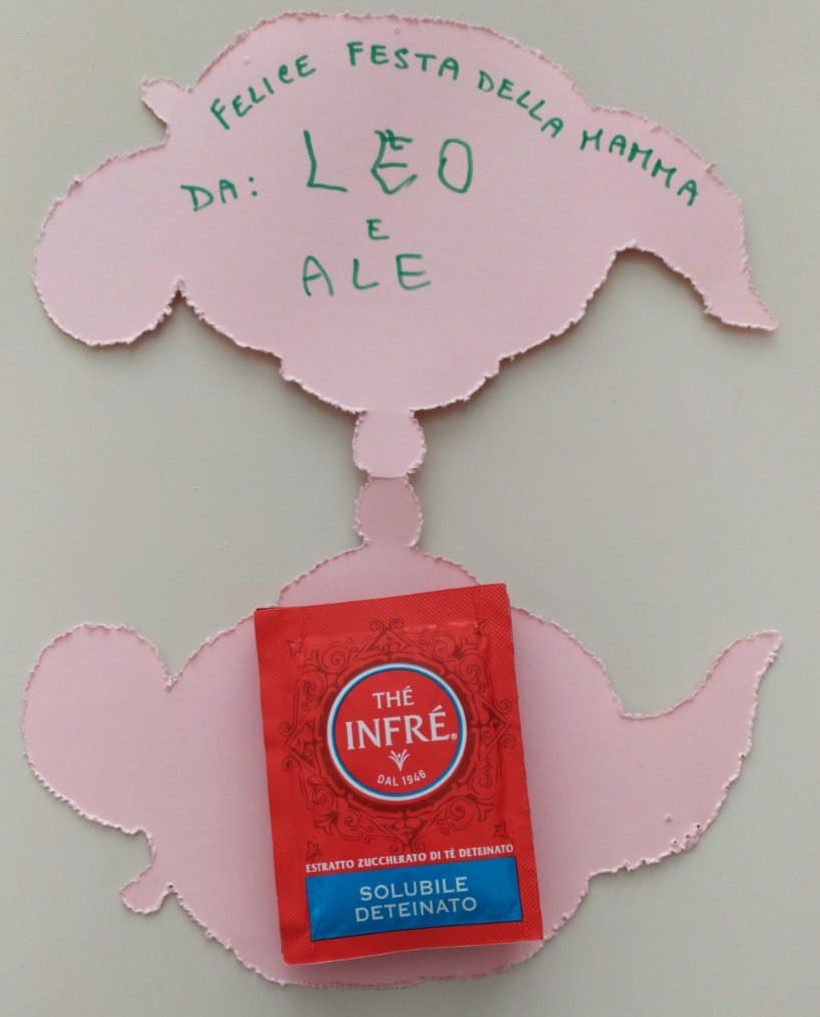 FELICE FESTA DELLA MAMMA
DA: LEO
E
ALE
THÉ
INFRÉ®
DAL 1946
ESTRATTO ZUCCHERATO DI TÈ DETEINATO
SOLUBILE
DETEINATO